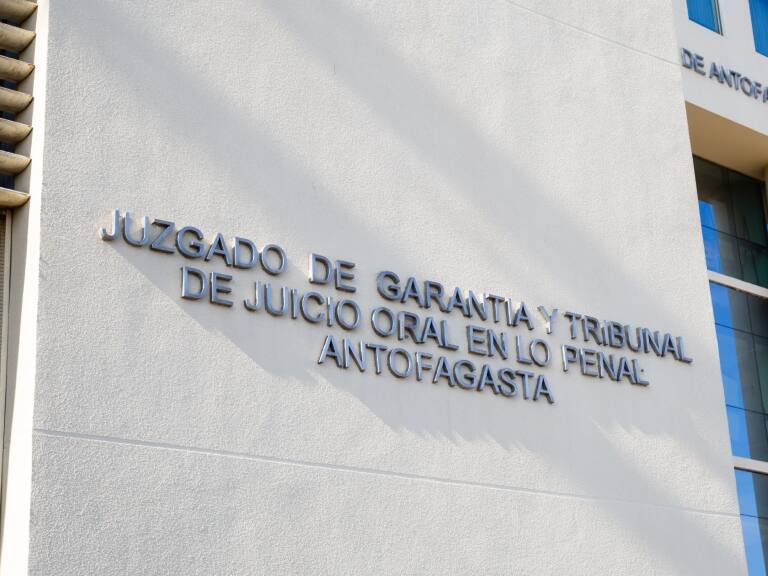 JUZGADO DE GARANTIA Y TRIBUNAL
DE JUICIO ORAL EN LO PENAL
ANTOFAGASTA
DE ANTOFA